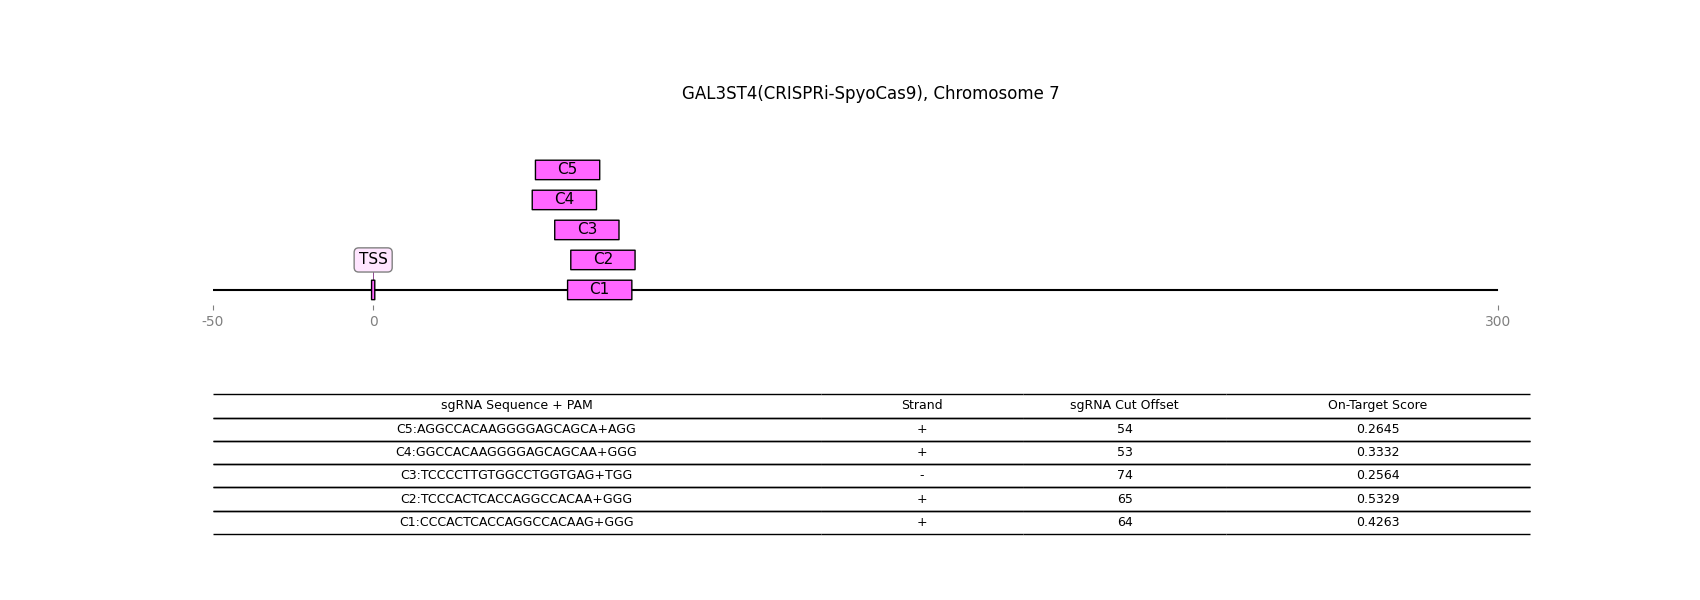 GAL3ST4(CRISPRi-SpyoCas9), Chromosome 7
C5
C4
C3
TSS C2
C1
-50 0 300
sgRNA Sequence + PAM Strand sgRNA Cut Offset On-Target Score
C5:AGGCCACAAGGGGAGCAGCA+AGG + 54 0.2645
C4:GGCCACAAGGGGAGCAGCAA+GGG + 53 0.3332
C3:TCCCCTTGTGGCCTGGTGAG+TGG - 74 0.2564
C2:TCCCACTCACCAGGCCACAA+GGG + 65 0.5329
C1:CCCACTCACCAGGCCACAAG+GGG + 64 0.4263